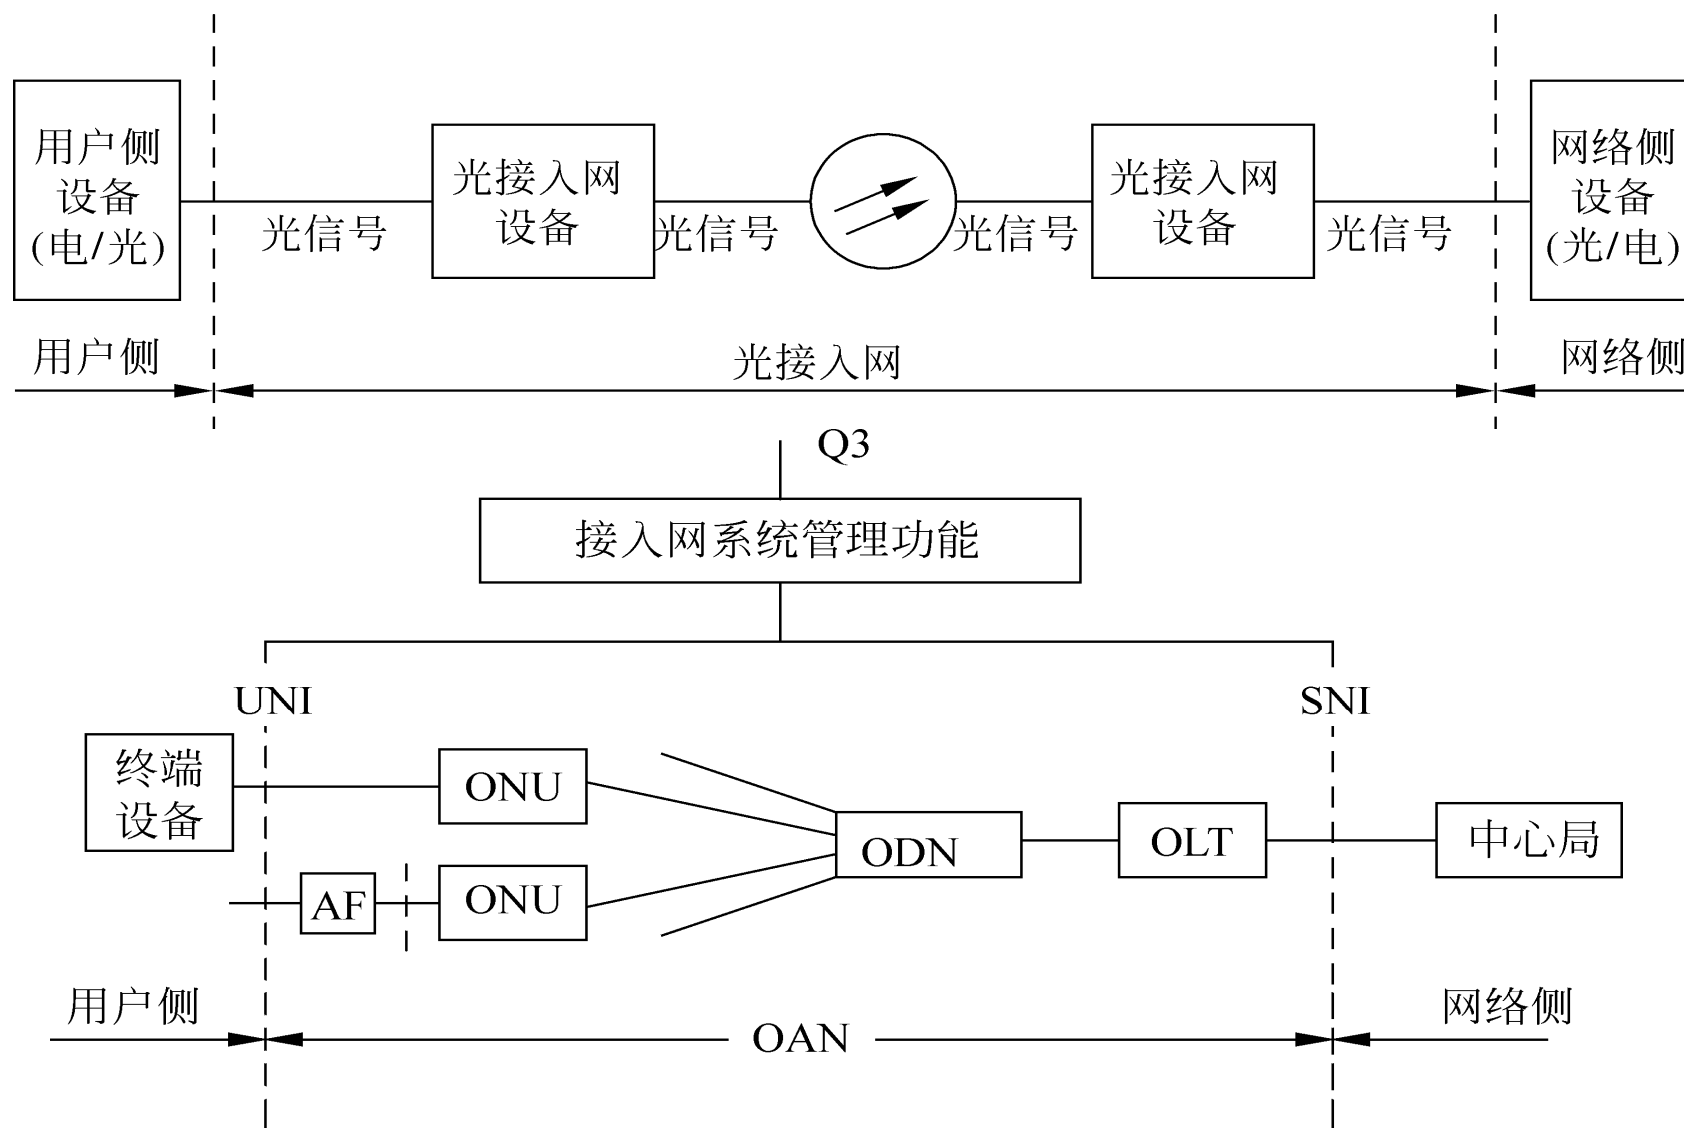 用户侧
设备
(电/光)
光信号
光接入网
设备
光信号
光信号
光接入网
设备
光信号
网络侧
设备
(光/电)
用户侧
光接入网
网络侧
Q3
接入网系统管理功能
UNI
SNI
终端
设备
ONU
ODN
OLT
中心局
AF
ONU
用户侧
OAN
网络侧